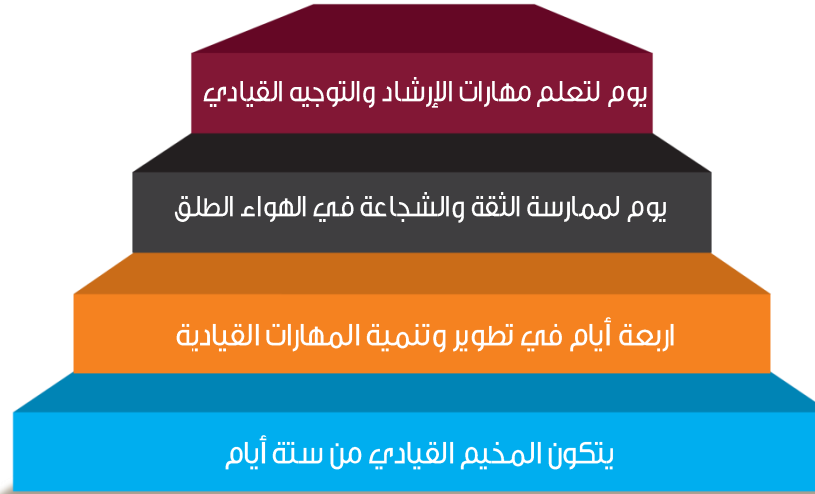 يوم لتعلم مهارات الإرشاد والتوجيه القيادي
يوم لممارسة الثقة والشجاعة في الهواء الطلق
اربعة أيام في تطوير وتنمية المهارات القيادية
يتكون المخيم القيادي من ستة أيام